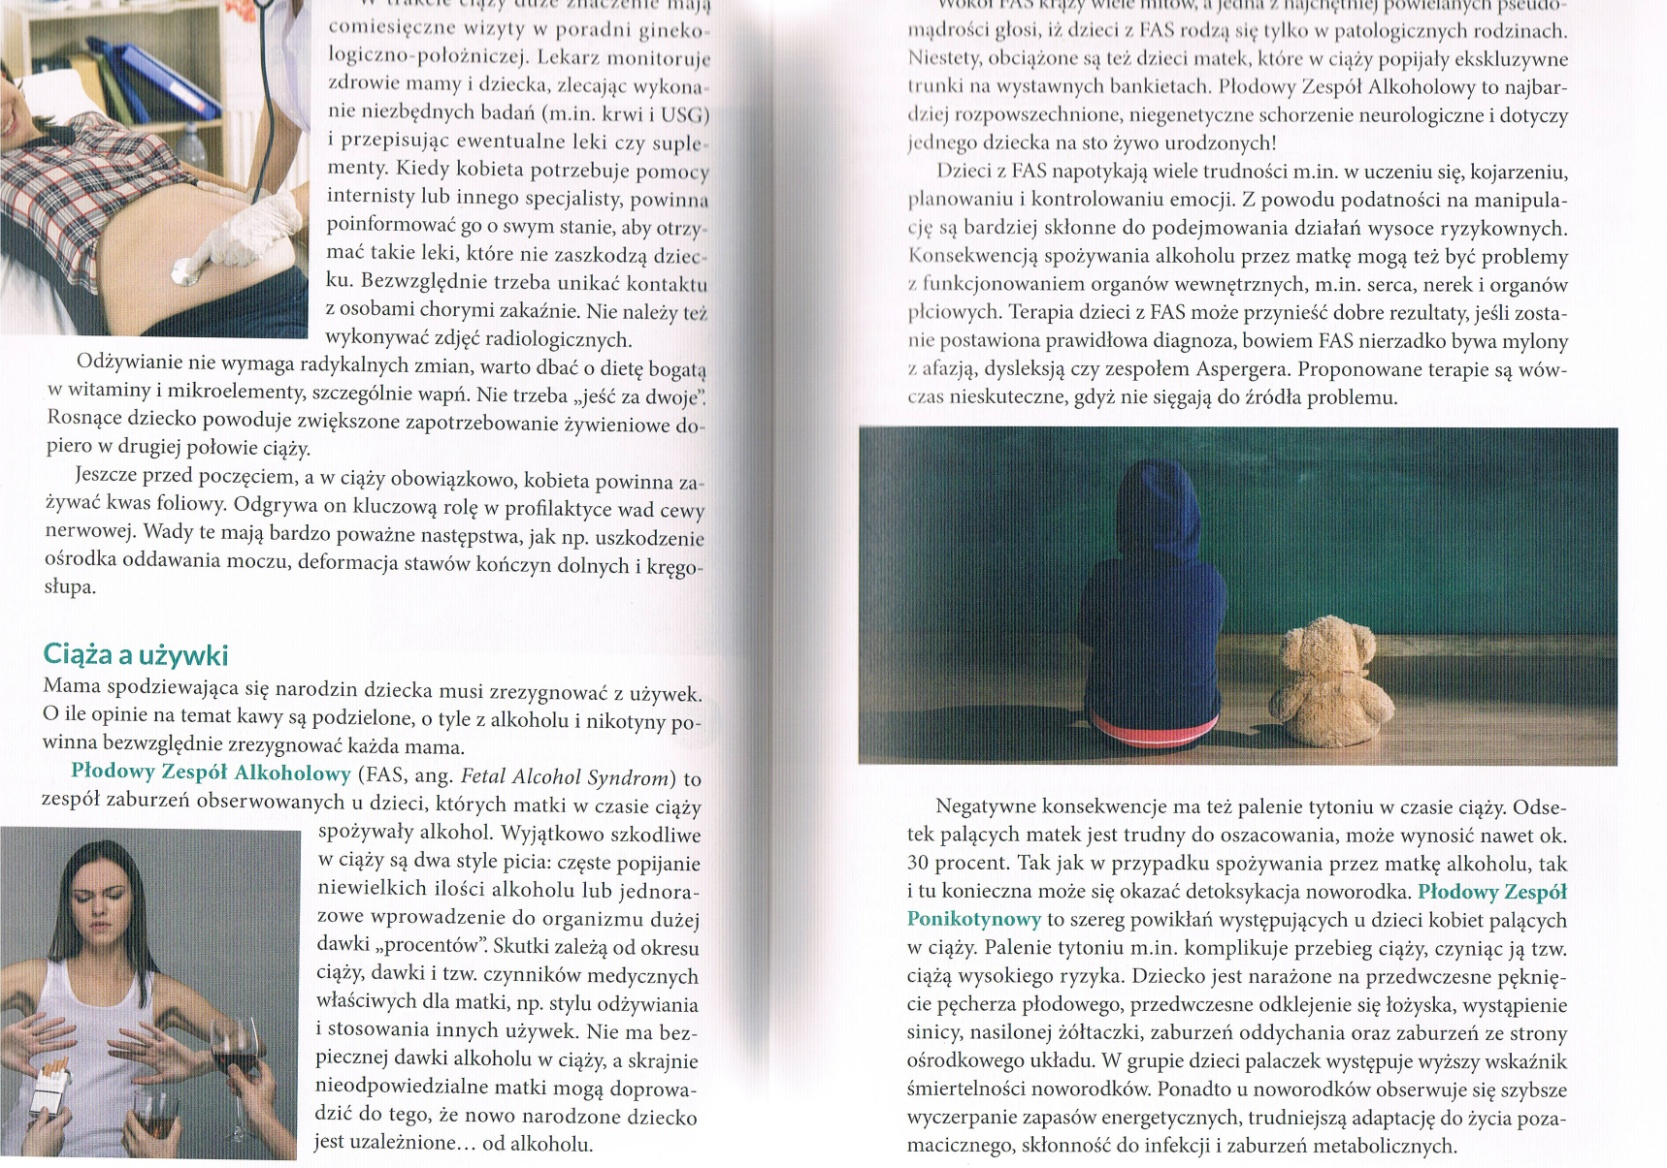 W trakcie ciąży duże znaczenie mają
comiesięczne wizyty w poradni gineko-
logiczno-położniczej. Lekarz monitoruje
zdrowie mamy i dziecka, zlecając wykona-
nie niezbędnych badań (m.in. krwi i USG)
i przepisując ewentualne leki czy suple-
menty. Kiedy kobieta potrzebuje pomocy
internisty lub innego specjalisty, powinna
poinformować go o swym stanie, aby otrzy-
mać takie leki, które nie zaszkodzą dziec-
ku. Bezwzględnie trzeba unikać kontaktu
z osobami chorymi zakaźnie. Nie należy też
wykonywać zdjęć radiologicznych.
Odżywianie nie wymaga radykalnych zmian, warto dbać o dietę bogatą
w witaminy i mikroelementy, szczególnie wapń. Nie trzeba „jeść za dwoje”.
Rosnące dziecko powoduje zwiększone zapotrzebowanie żywieniowe do-
piero w drugiej połowie ciąży.
Jeszcze przed poczęciem, a w ciąży obowiązkowo, kobieta powinna za-
żywać kwas foliowy. Odgrywa on kluczową rolę w profilaktyce wad cewy
nerwowej. Wady te mają bardzo poważne następstwa, jak np. uszkodzenie
ośrodka oddawania moczu, deformacja stawów kończyn dolnych i kręgo-
słupa.
Ciąża a używki
Mama spodziewająca się narodzin dziecka musi zrezygnować z używek.
O ile opinie na temat kawy są podzielone, o tyle z alkoholu i nikotyny po-
winna bezwzględnie zrezygnować każda mama.
Płodowy Zespół Alkoholowy (FAS, ang. Fetal Alcohol Syndrom) to
zespół zaburzeń obserwowanych u dzieci, których matki w czasie ciąży
spożywały alkohol. Wyjątkowo szkodliwe
w ciąży są dwa style picia: częste popijanie
niewielkich ilości alkoholu lub jednora-
zowe wprowadzenie do organizmu dużej
dawki „procentów”. Skutki zależą od okresu
ciąży, dawki i tzw. czynników medycznych
właściwych dla matki, np. stylu odżywiania
i stosowania innych używek. Nie ma bez-
piecznej dawki alkoholu w ciąży, a skrajnie
nieodpowiedzialne matki mogą doprowa-
dzić do tego, że nowo narodzone dziecko
jest uzależnione… od alkoholu.
Wokół FAS krąży wiele mitów, a jedna z najchętniej powielanych pseudo-
mądrości głosi, iż dzieci z FAS rodzą się tylko w patologicznych rodzinach.
Niestety, obciążone są też dzieci matek, które w ciąży popijały ekskluzywne
trunki na wystawnych bankietach. Płodowy Zespół Alkoholowy to najbar-
dziej rozpowszechnione, niegenetyczne schorzenie neurologiczne i dotyczy
jednego dziecka na sto żywo urodzonych!
Dzieci z FAS napotykają wiele trudności m.in. w uczeniu się, kojarzeniu,
planowaniu i kontrolowaniu emocji. Z powodu podatności na manipula-
cję są bardziej skłonne do podejmowania działań wysoce ryzykownych.
Konsekwencją spożywania alkoholu przez matkę mogą też być problemy
z funkcjonowaniem organów wewnętrznych, m.in. serca, nerek i organów
płciowych. Terapia dzieci z FAS może przynieść dobre rezultaty, jeśli zosta-
nie postawiona prawidłowa diagnoza, bowiem FAS nierzadko bywa mylony
z afazją, dysleksją czy zespołem Aspergera. Proponowane terapie są wów-
czas nieskuteczne, gdyż nie sięgają do źródła problemu.
Negatywne konsekwencje ma też palenie tytoniu w czasie ciąży. Odse-
tek palących matek jest trudny do oszacowania, może wynosić nawet ok.
30 procent. Tak jak w przypadku spożywania przez matkę alkoholu, tak
i tu konieczna może się okazać detoksykacja noworodka. Płodowy Zespół
Ponikotynowy to szereg powikłań występujących u dzieci kobiet palących
w ciąży. Palenie tytoniu m.in. komplikuje przebieg ciąży, czyniąc ją tzw.
ciążą wysokiego ryzyka. Dziecko jest narażone na przedwczesne pęknię-
cie pęcherza płodowego, przedwczesne odklejenie się łożyska, wystąpienie
sinicy, nasilonej żółtaczki, zaburzeń oddychania oraz zaburzeń ze strony
ośrodkowego układu. W grupie dzieci palaczek występuje wyższy wskaźnik
śmiertelności noworodków. Ponadto u noworodków obserwuje się szybsze
wyczerpanie zapasów energetycznych, trudniejszą adaptację do życia poza-
macicznego, skłonność do infekcji i zaburzeń metabolicznych.